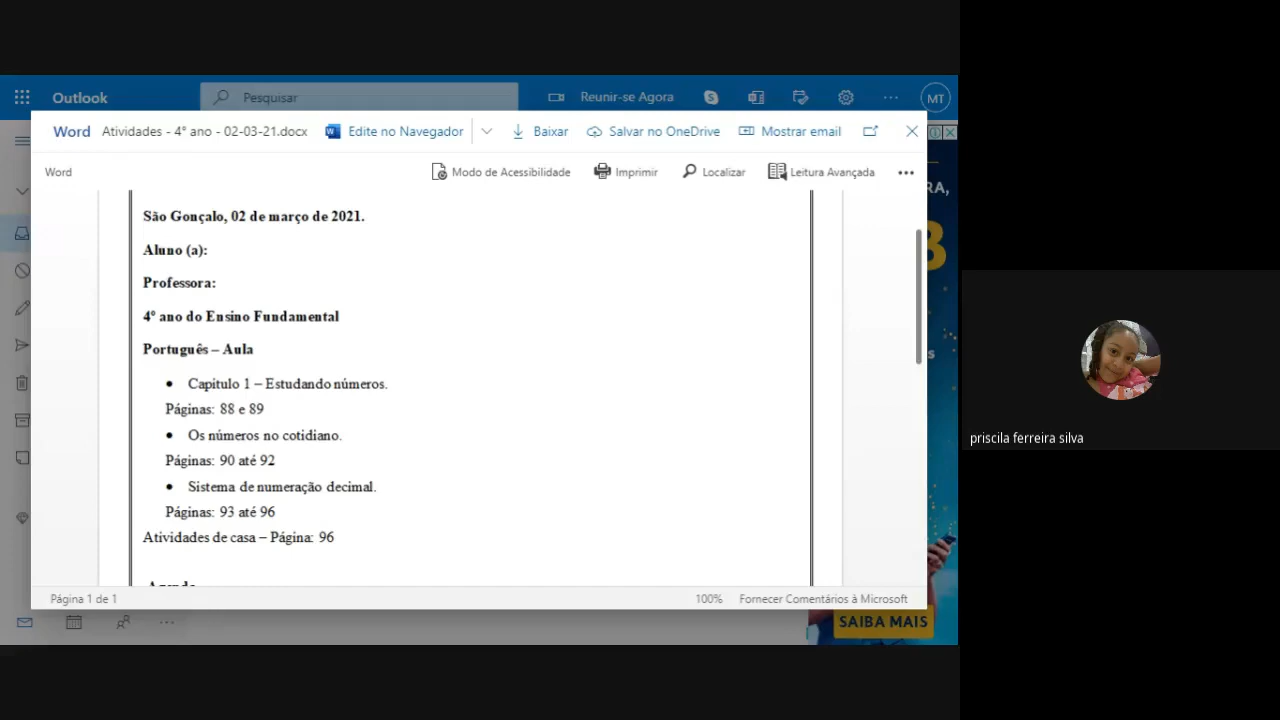 Outlook
Pesquisar
Reunir-se Agora
MT
Word
Atividades - 4° ano - 02-03-21.docx
Edite no Navegador
Baixar
Salvar no OneDrive
Mostrar email
Word
Modo de Acessibilidade
Imprimir
Localizar
Leitura Avançada
RA,
São Gonçalo, 02 de março de 2021.
Aluno (a):
Professora:
4º ano do Ensino Fundamental
Português – Aula
• Capitulo 1 – Estudando números.
Páginas: 88 e 89
• Os números no cotidiano.
Páginas: 90 até 92
• Sistema de numeração decimal.
Páginas: 93 até 96
Atividades de casa – Página: 96
Página 1 de 1
100%
Fornecer Comentários à Microsoft
SAIBA MAIS
priscila ferreira silva